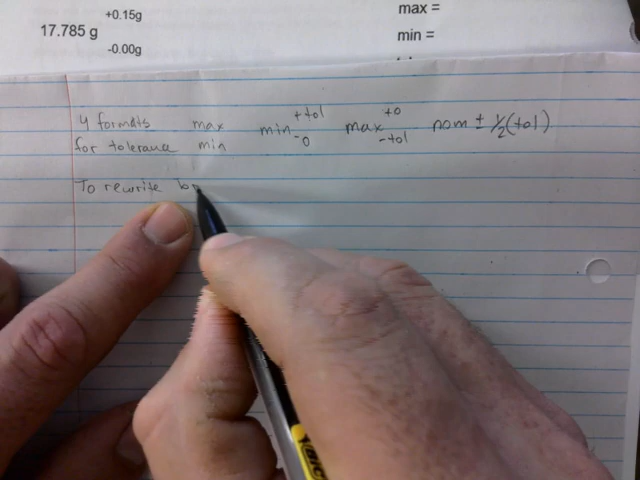 +0.15g
17.785 g
-0.00g
max =
min =
4 formats max min +tol max +0 nom ± 1/2(tol)
for tolerance min -0 -tol
To rewrite